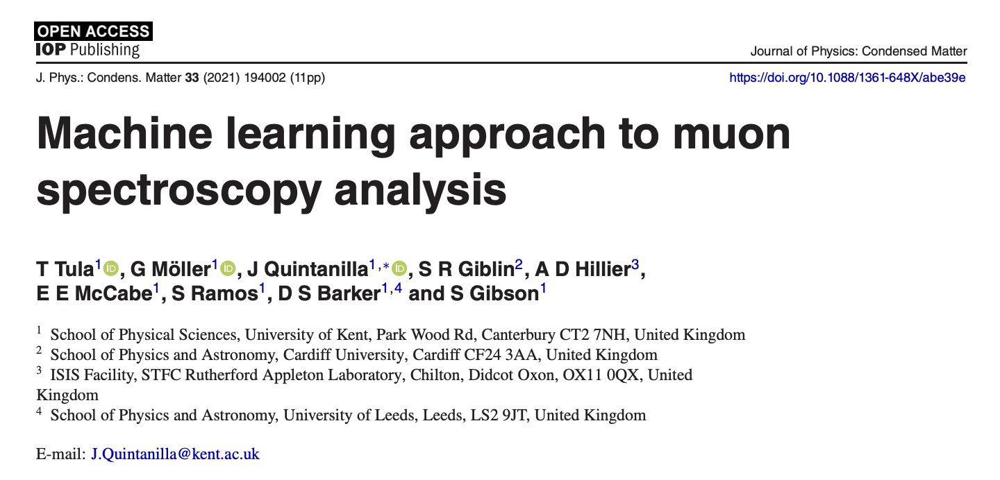 OPEN ACCESS
IOP Publishing
Journal of Physics: Condensed Matter
J. Phys.: Condens. Matter 33 (2021) 194002 (11pp)
https://doi.org/10.1088/1361-648X/abe39e
Machine learning approach to muon
spectroscopy analysis
T Tula1iD, G Möller1iD, J Quintanilla1,*iD, S R Giblin2, A D Hillier3,
E E McCabe1, S Ramos1, D S Barker1,4 and S Gibson1
1 School of Physical Sciences, University of Kent, Park Wood Rd, Canterbury CT2 7NH, United Kingdom
2 School of Physics and Astronomy, Cardiff University, Cardiff CF24 3AA, United Kingdom
3 ISIS Facility, STFC Rutherford Appleton Laboratory, Chilton, Didcot Oxon, OX11 0QX, United
Kingdom
4 School of Physics and Astronomy, University of Leeds, Leeds, LS2 9JT, United Kingdom
E-mail: J.Quintanilla@kent.ac.uk